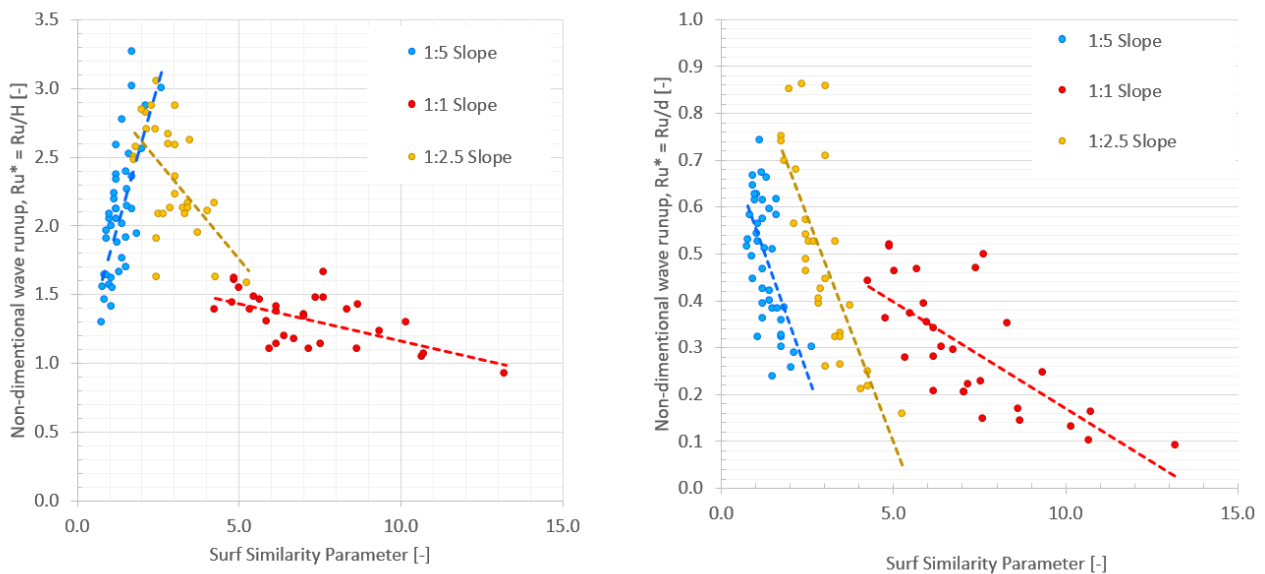 3.5
3.0
2.5
2.0
1.5
1.0
0.5
0.0
Non-dimentional wave runup, Ru* = Ru/H [-]
1:5 Slope
1:1 Slope
1:2.5 Slope
0.0 5.0 10.0 15.0
Surf Similarity Parameter [-]
1.0
0.9
0.8
0.7
0.6
0.5
0.4
0.3
0.2
0.1
0.0
Non-dimentional wave runup, Ru* = Ru/d [-]
1:5 Slope
1:1 Slope
1:2.5 Slope
0.0 5.0 10.0 15.0
Surf Similarity Parameter [-]